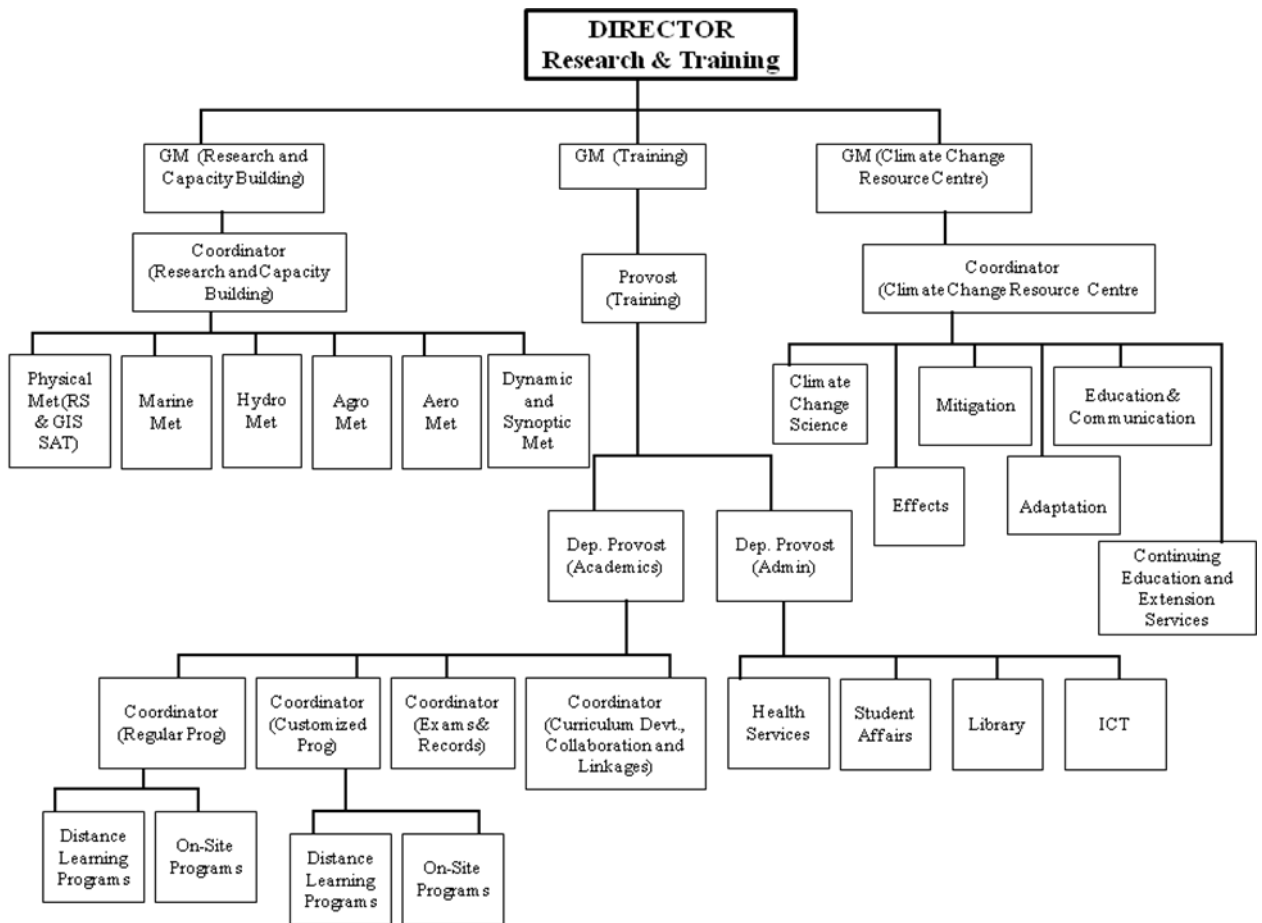 DIRECTOR
Research & Training
GM (Research and
Capacity Building)
GM (Training)
GM (Climate Change
Resource Centre)
Coordinator
(Research and Capacity
Building)
Provost
(Training)
Coordinator
(Climate Change Resource Centre
Physical
Met (RS
& GIS
SAT)
Marine
Met
Hydro
Met
Agro
Met
Aero
Met
Dynamic
and
Synoptic
Met
Climate
Change
Science
Mitigation
Education &
Communication
Effects
Adaptation
Continuing
Education and
Extension
Services
Dep. Provost
(Academics)
Dep. Provost
(Admin)
Coordinator
(Regular Prog)
Coordinator
(Customized
Prog)
Coordinator
(Exams &
Records)
Coordinator
(Curriculum Devt.,
Collaboration and
Linkages)
Health
Services
Student
Affairs
Library
ICT
Distance
Learning
Programs
On-Site
Programs
Distance
Learning
Programs
On-Site
Programs